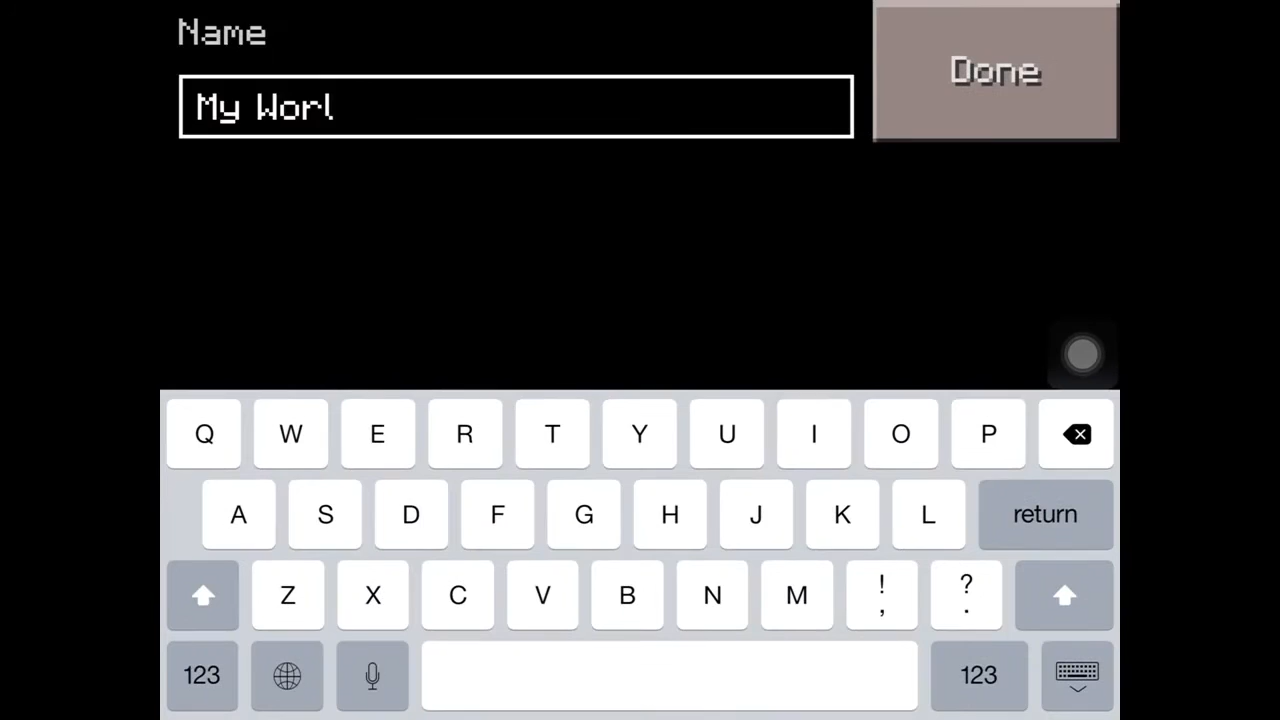 Name
Done
My Worl
Q W E R T Y U I O P
A S D F G H J K L return
Z X C V B N M ! , ? .
123 123